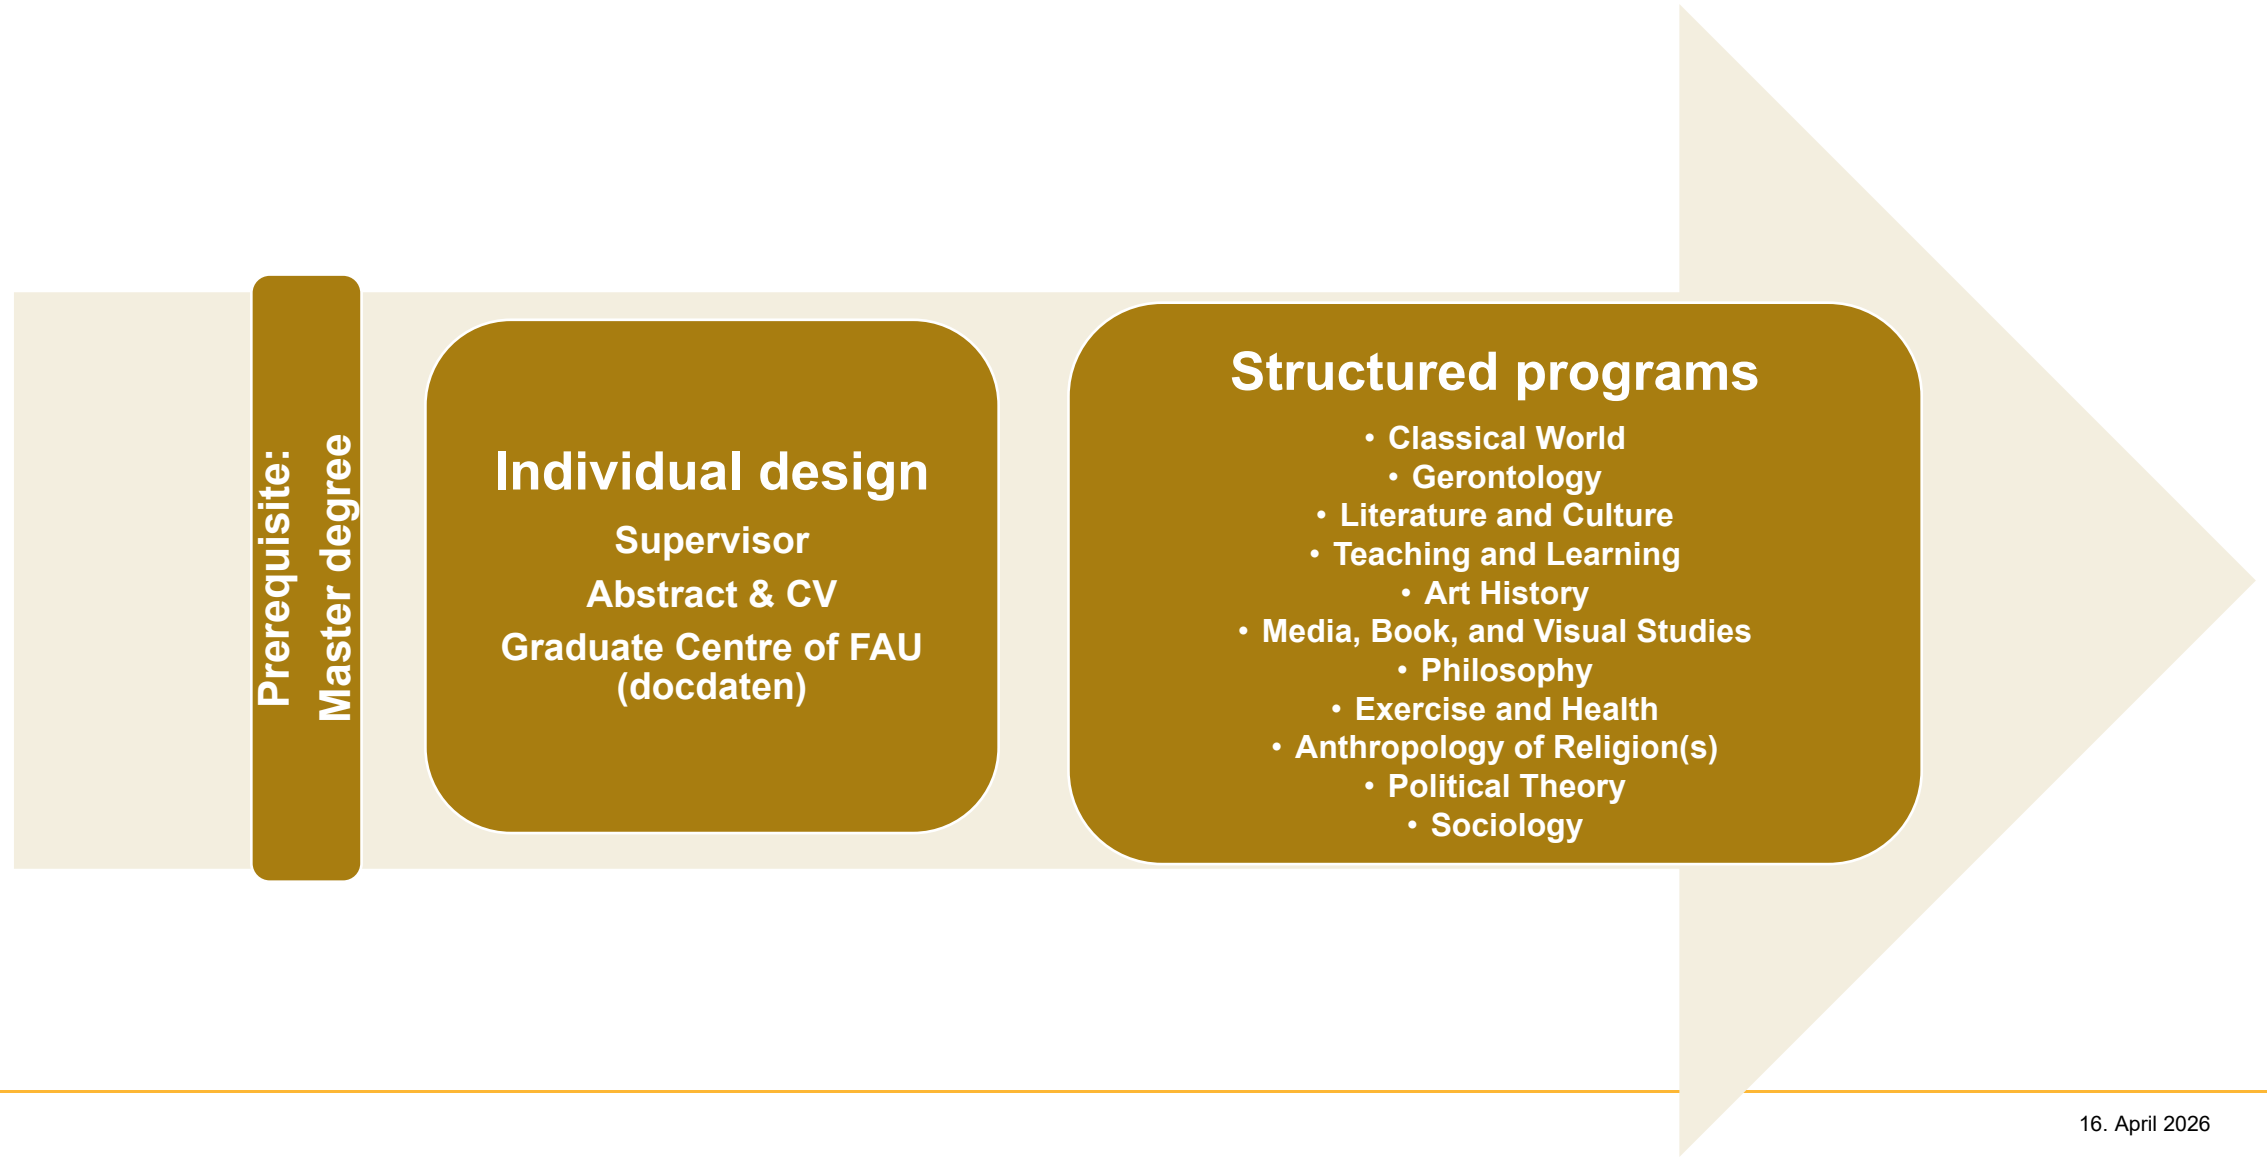 Prerequisite:
Master degree
Individual design
Supervisor
Abstract & CV
Graduate Centre of FAU
(docdaten)
Structured programs
• Classical World
• Gerontology
• Literature and Culture
• Teaching and Learning
• Art History
• Media, Book, and Visual Studies
• Philosophy
• Exercise and Health
• Anthropology of Religion(s)
• Political Theory
• Sociology
16. April 2026